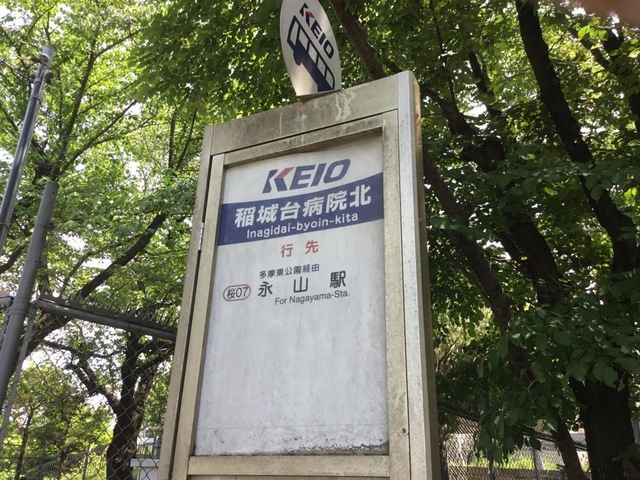 KEIO
KEIO
稲城台病院北
Inagidai-byoin-kita
行先
多摩東公園経由
桜07 永山駅
For Nagayama-Sta.